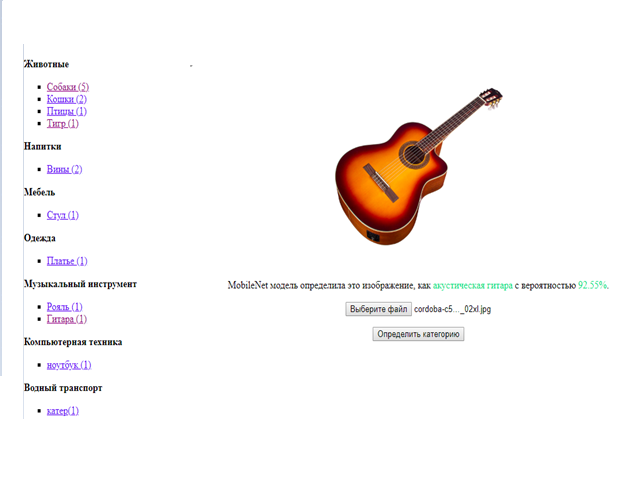 Животные
Собаки (5)
Кошки (2)
Птицы (1)
Тигр (1)
Напитки
Вины (2)
Мебель
Стул (1)
Одежда
Платье (1)
Музыкальный инструмент
Рояль (1)
Гитара (1)
Компьютерная техника
ноутбук (1)
Водный транспорт
катер(1)
MobileNet модель определила это изображение, как акустическая гитара с вероятностью 92.55%.
Выберите файл cordoba-c5..._02xl.jpg
Определить категорию